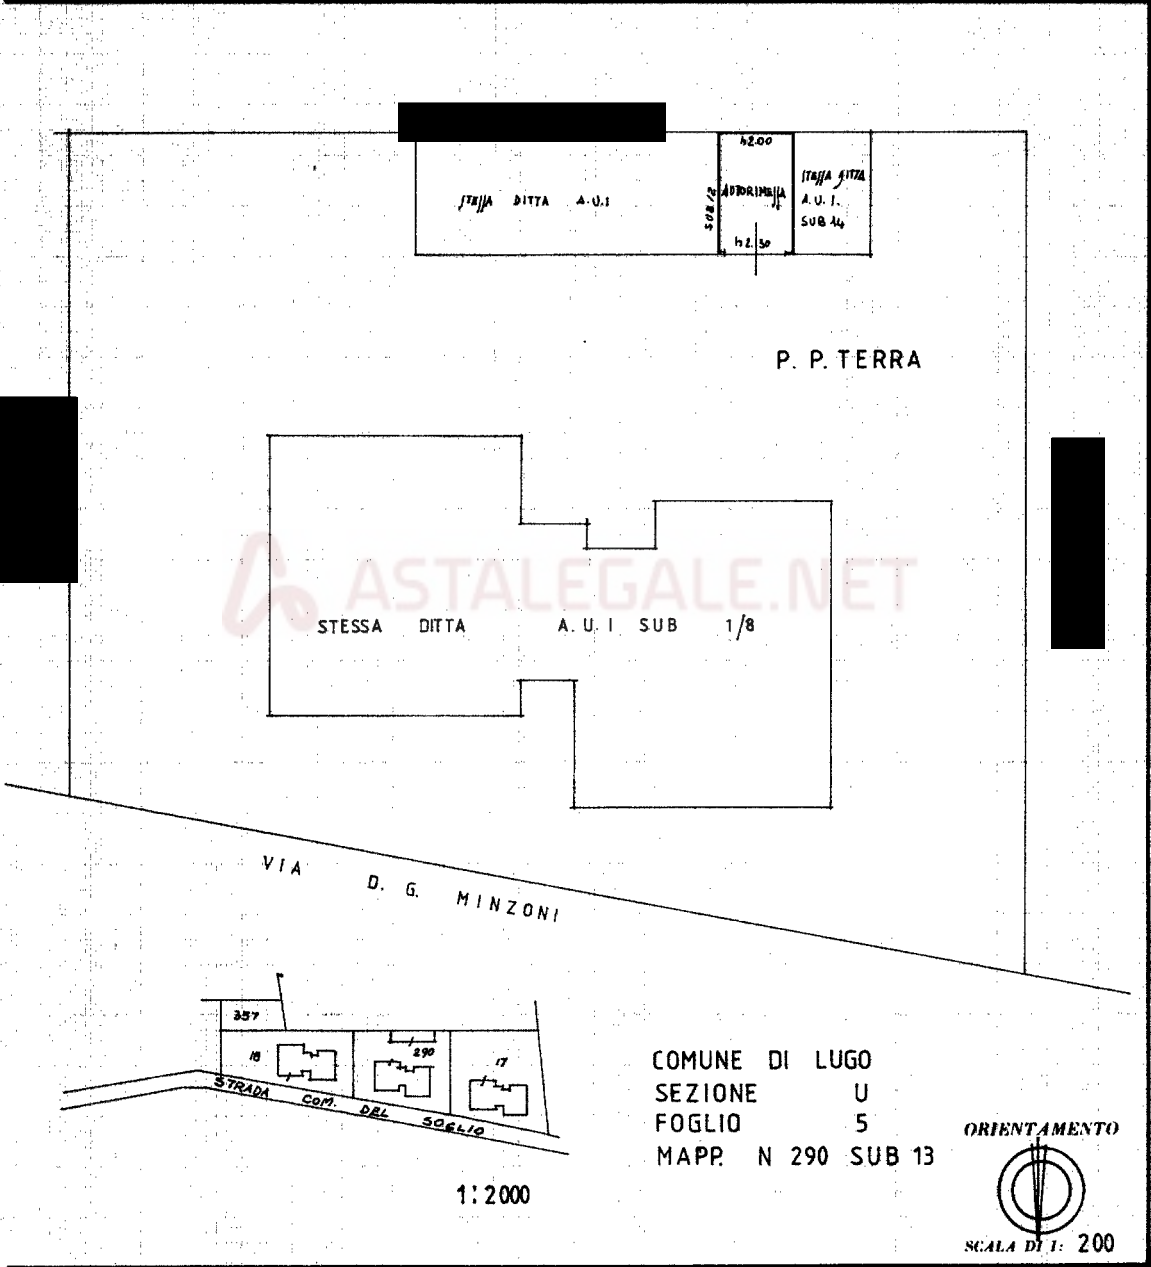 h2.00
STESSA DITTA A.U.I
SUB 12
AUTORIMESSA
STESSA DITTA
A.U.I.
SUB 14
h2.30
P. P. TERRA
ASTALEGALE.NET
STESSA DITTA A.U.I SUB 1/8
VIA D. G. MINZONI
357
18
290
17
STRADA COM. DEL SOGLIO
1:2000
COMUNE DI LUGO
SEZIONE U
FOGLIO 5
MAPP. N 290 SUB 13
ORIENTAMENTO
SCALA DI 1: 200